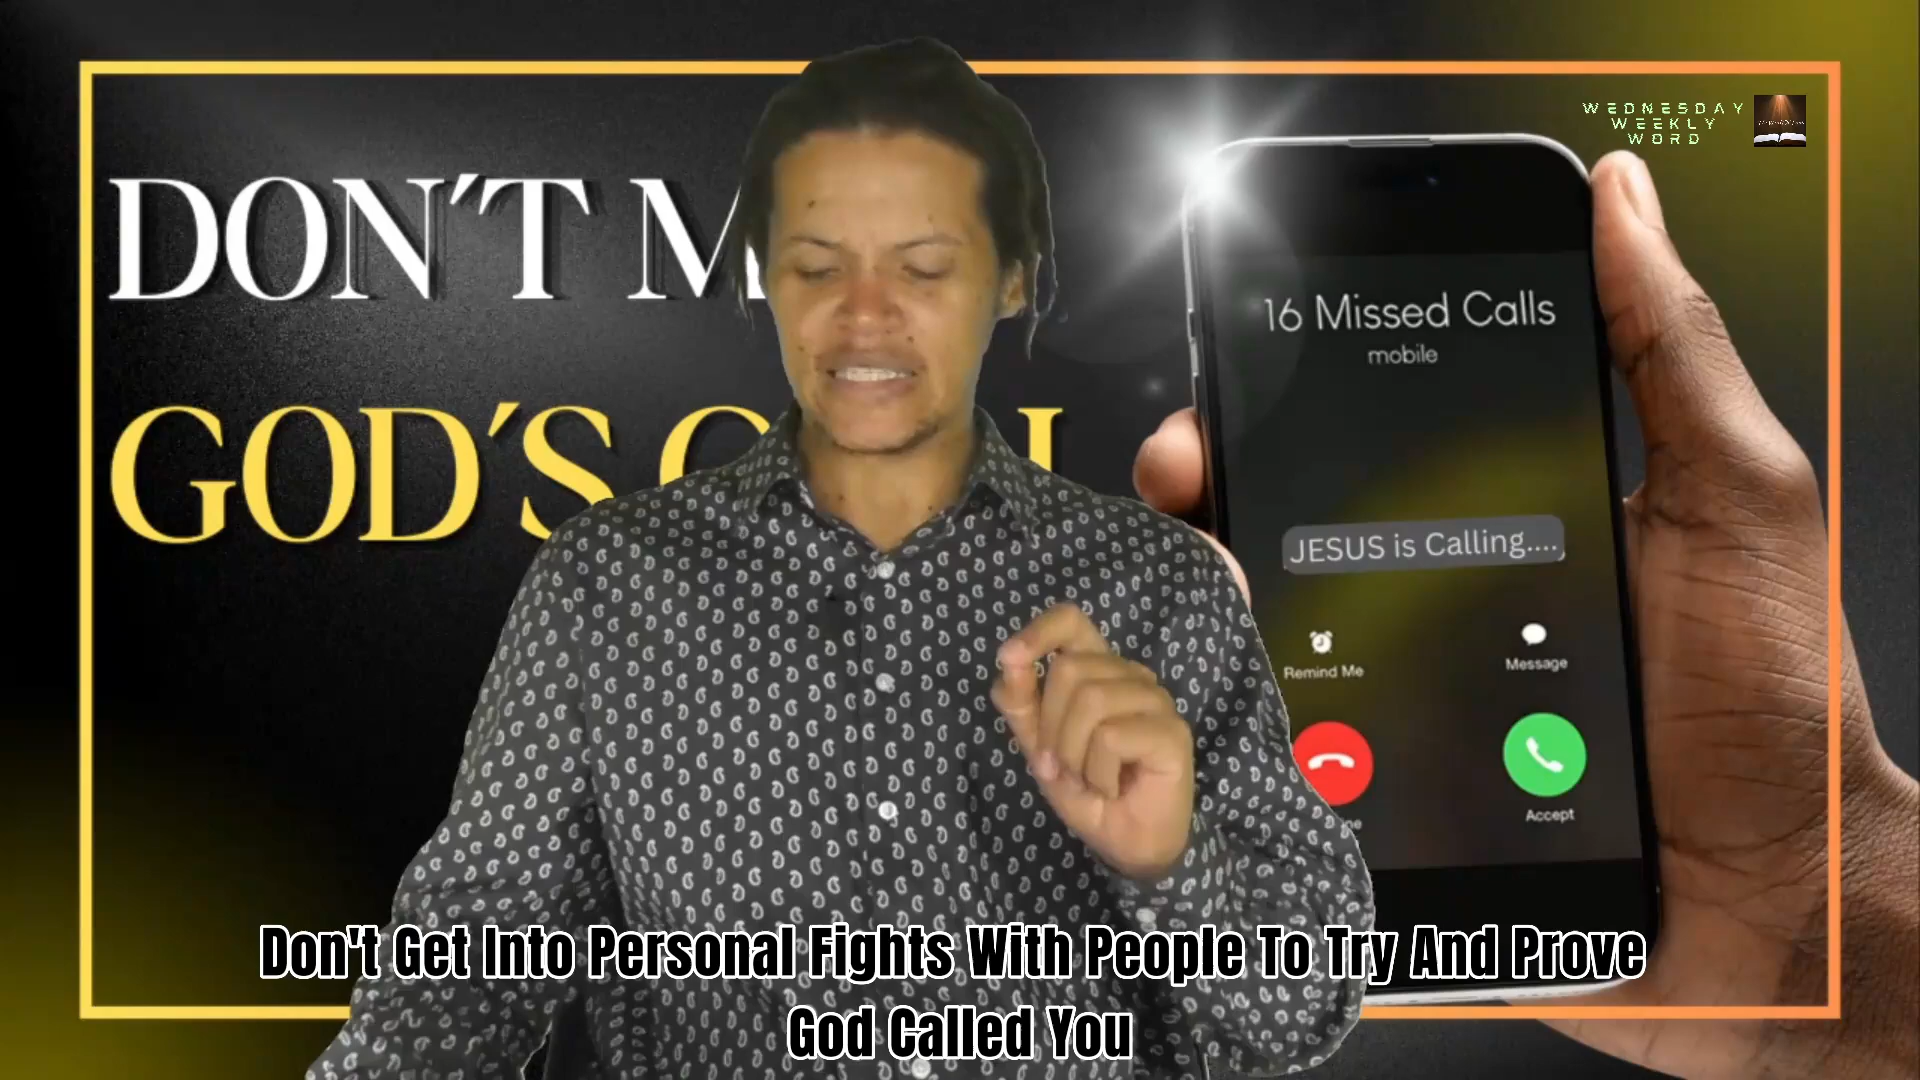 WEDNESDAY
WEEKLY
WORD
DON'T M
GOD'S
16 Missed Calls
mobile
JESUS is Calling....
Remind Me
Message
Accept
Don't Get Into Personal Fights With People To Try And Prove
God Called You